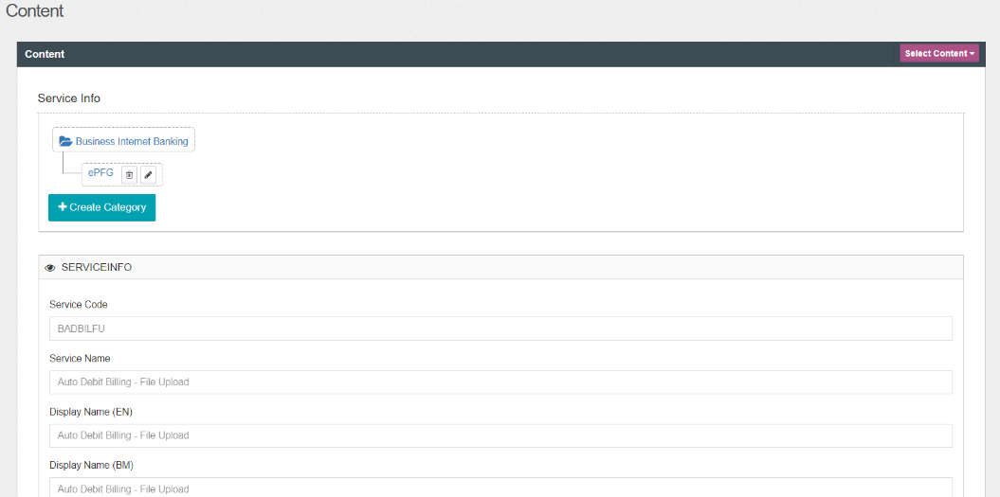 Content
Content
Select Content
Service Info
Business Internet Banking
ePFG
Create Category
SERVICEINFO
Service Code
BADBILFU
Service Name
Auto Debit Billing - File Upload
Display Name (EN)
Auto Debit Billing - File Upload
Display Name (BM)
Auto Debit Billing - File Upload